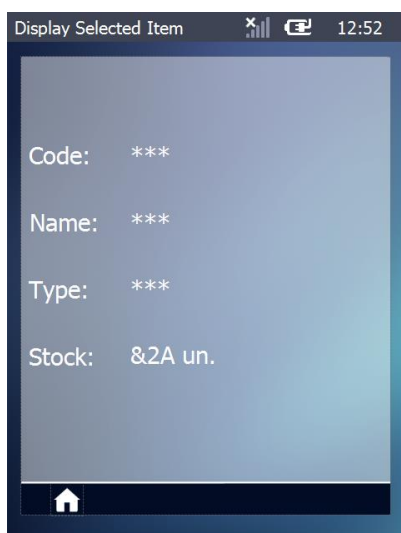 Display Selected Item 12:52
Code: ***
Name: ***
Type: ***
Stock: &2A un.